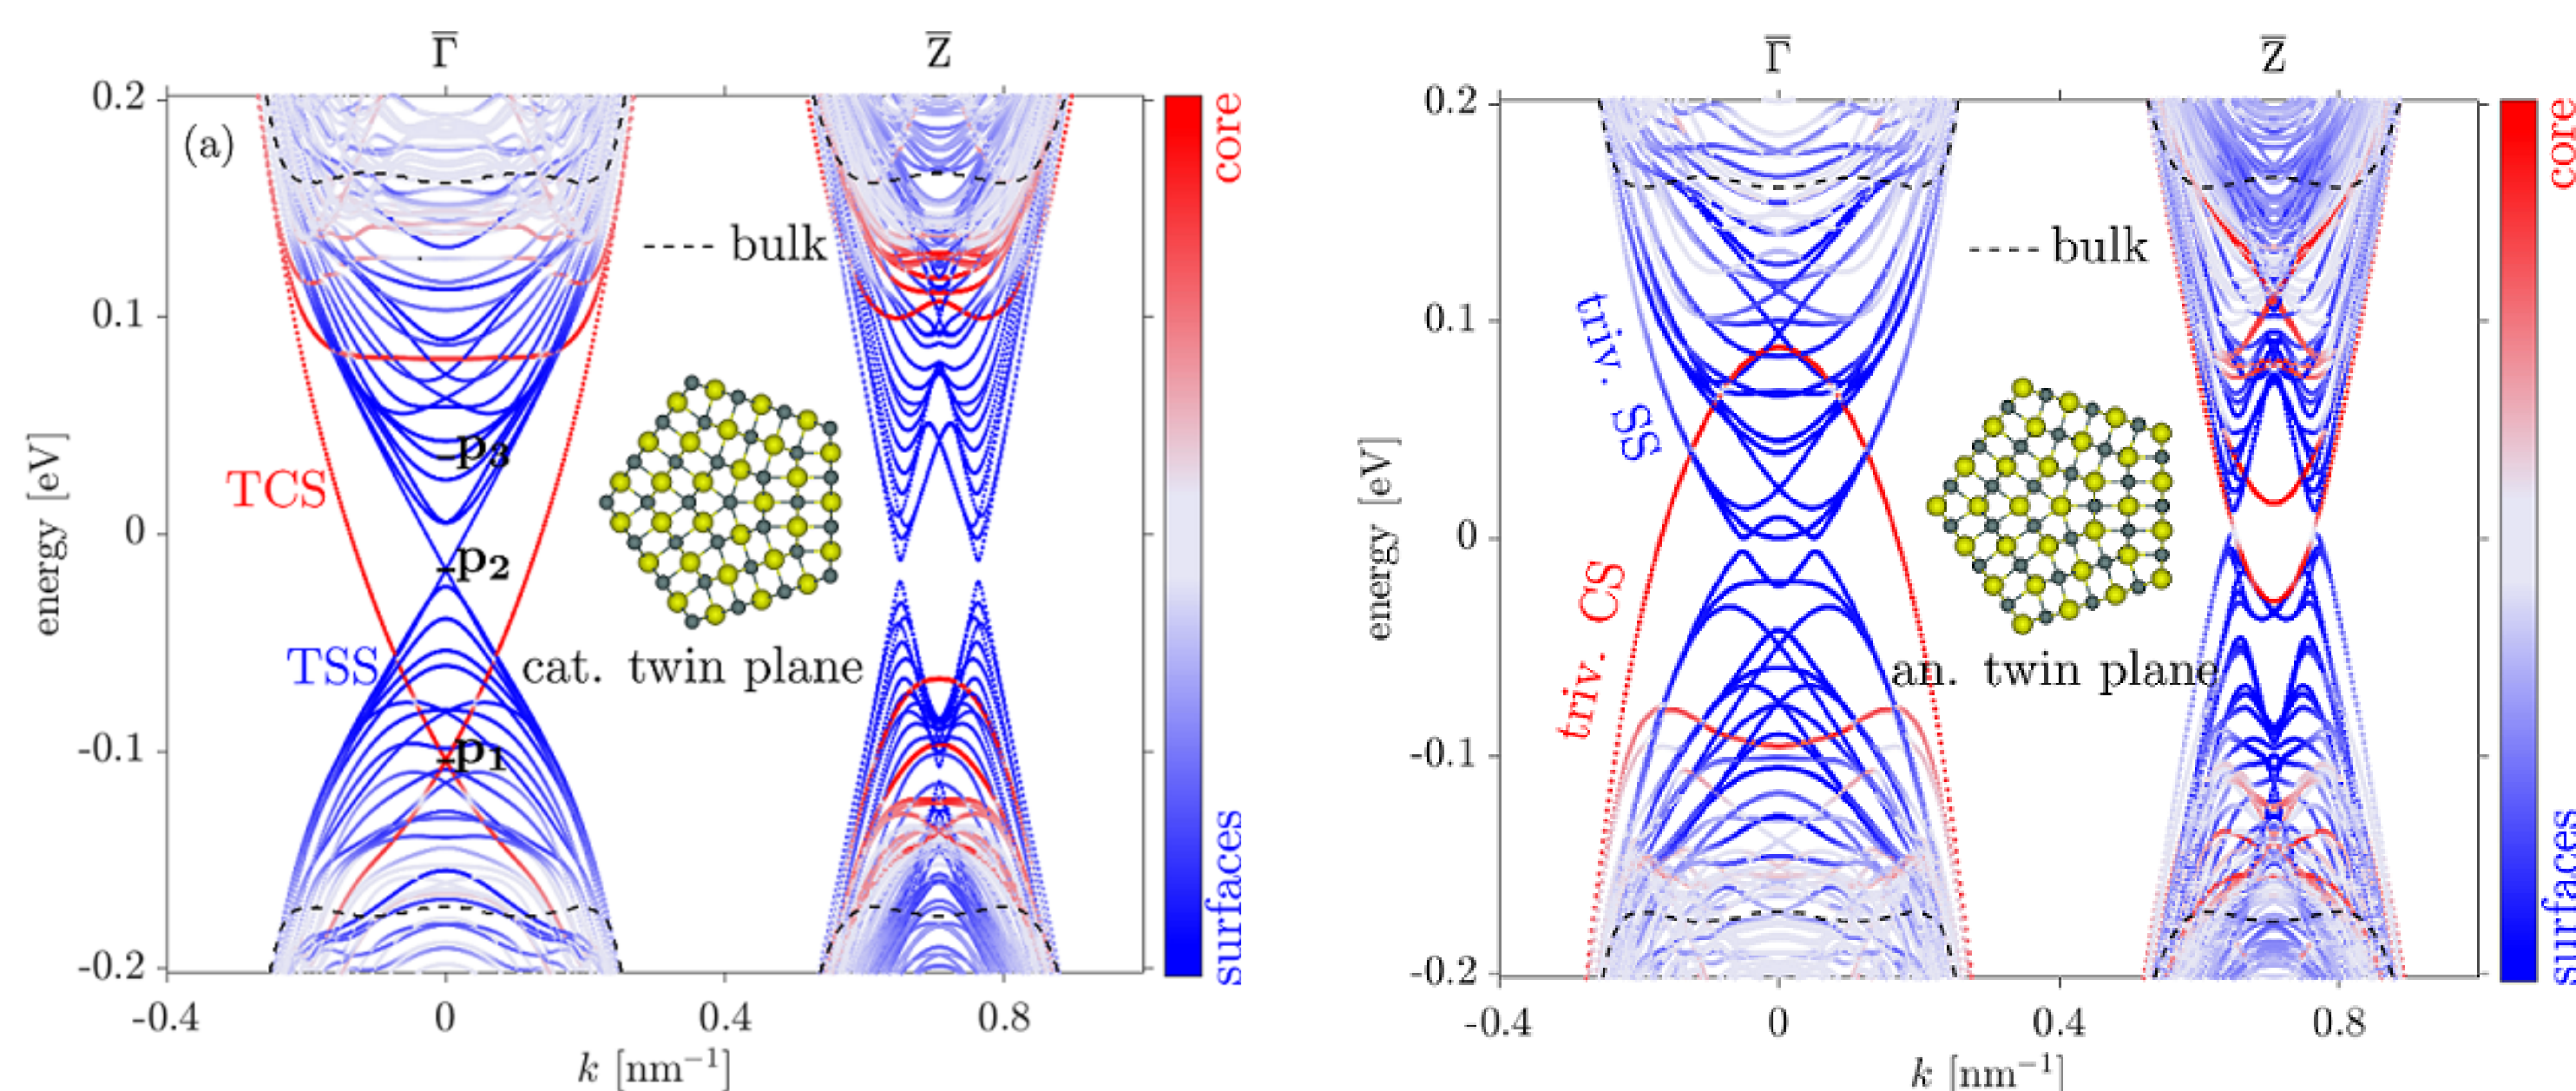 Γ̅ Z̅
0.2
0.1
0
-0.1
-0.2
energy [eV]
(a)
---- bulk
p₃
TCS
p₂
TSS
cat. twin plane
p₁
-0.4 0 0.4 0.8
k [nm⁻¹]
core
surfaces
Γ̅ Z̅
0.2
0.1
0
-0.1
-0.2
energy [eV]
---- bulk
triv. SS
triv. CS
an. twin plane
-0.4 0 0.4 0.8
k [nm⁻¹]
core
surfaces